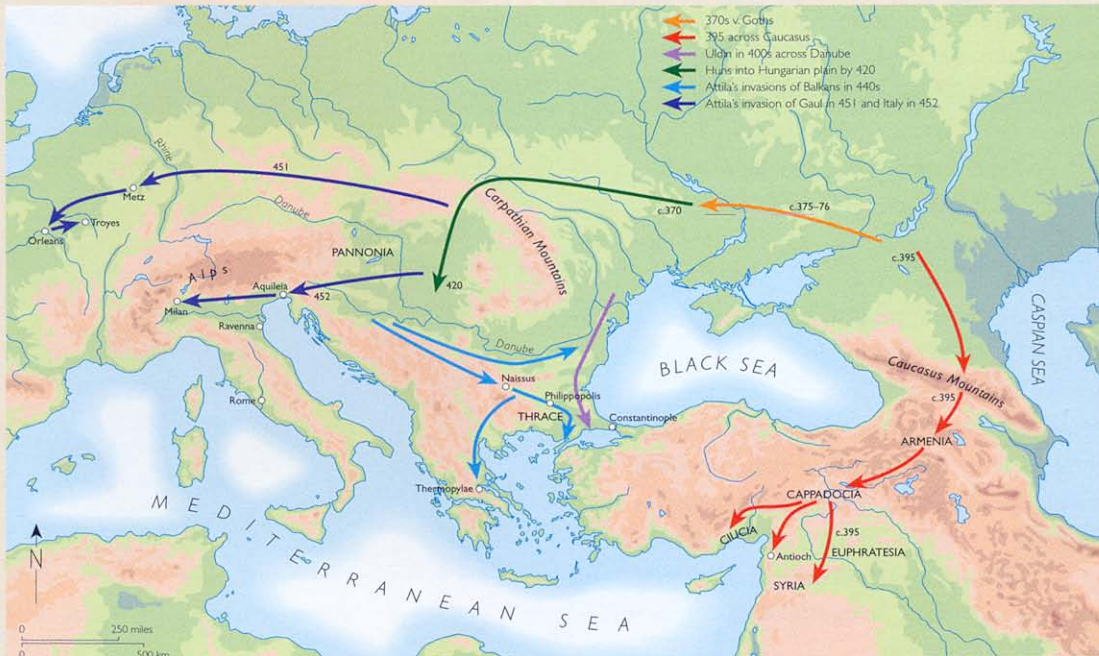 370s v. Goths
395 across Caucasus
Uldin in 400s across Danube
Huns into Hungarian plain by 420
Attila's invasions of Balkans in 440s
Attila's invasion of Gaul in 451 and Italy in 452
Rhine
451
Metz
Troyes
Orleans
Danube
Carpathian Mountains
c.370
c.375–76
c.395
PANNONIA
Alps
Aquileia
452
420
Milan
Ravenna
Danube
BLACK SEA
CASPIAN SEA
Caucasus Mountains
c.395
Naissus
Philippopolis
THRACE
Constantinople
Rome
ARMENIA
Thermopylae
CAPPADOCIA
CILICIA
c.395
EUPHRATESIA
Antioch
SYRIA
MEDITERRANEAN SEA
N
0 250 miles
0 500 km